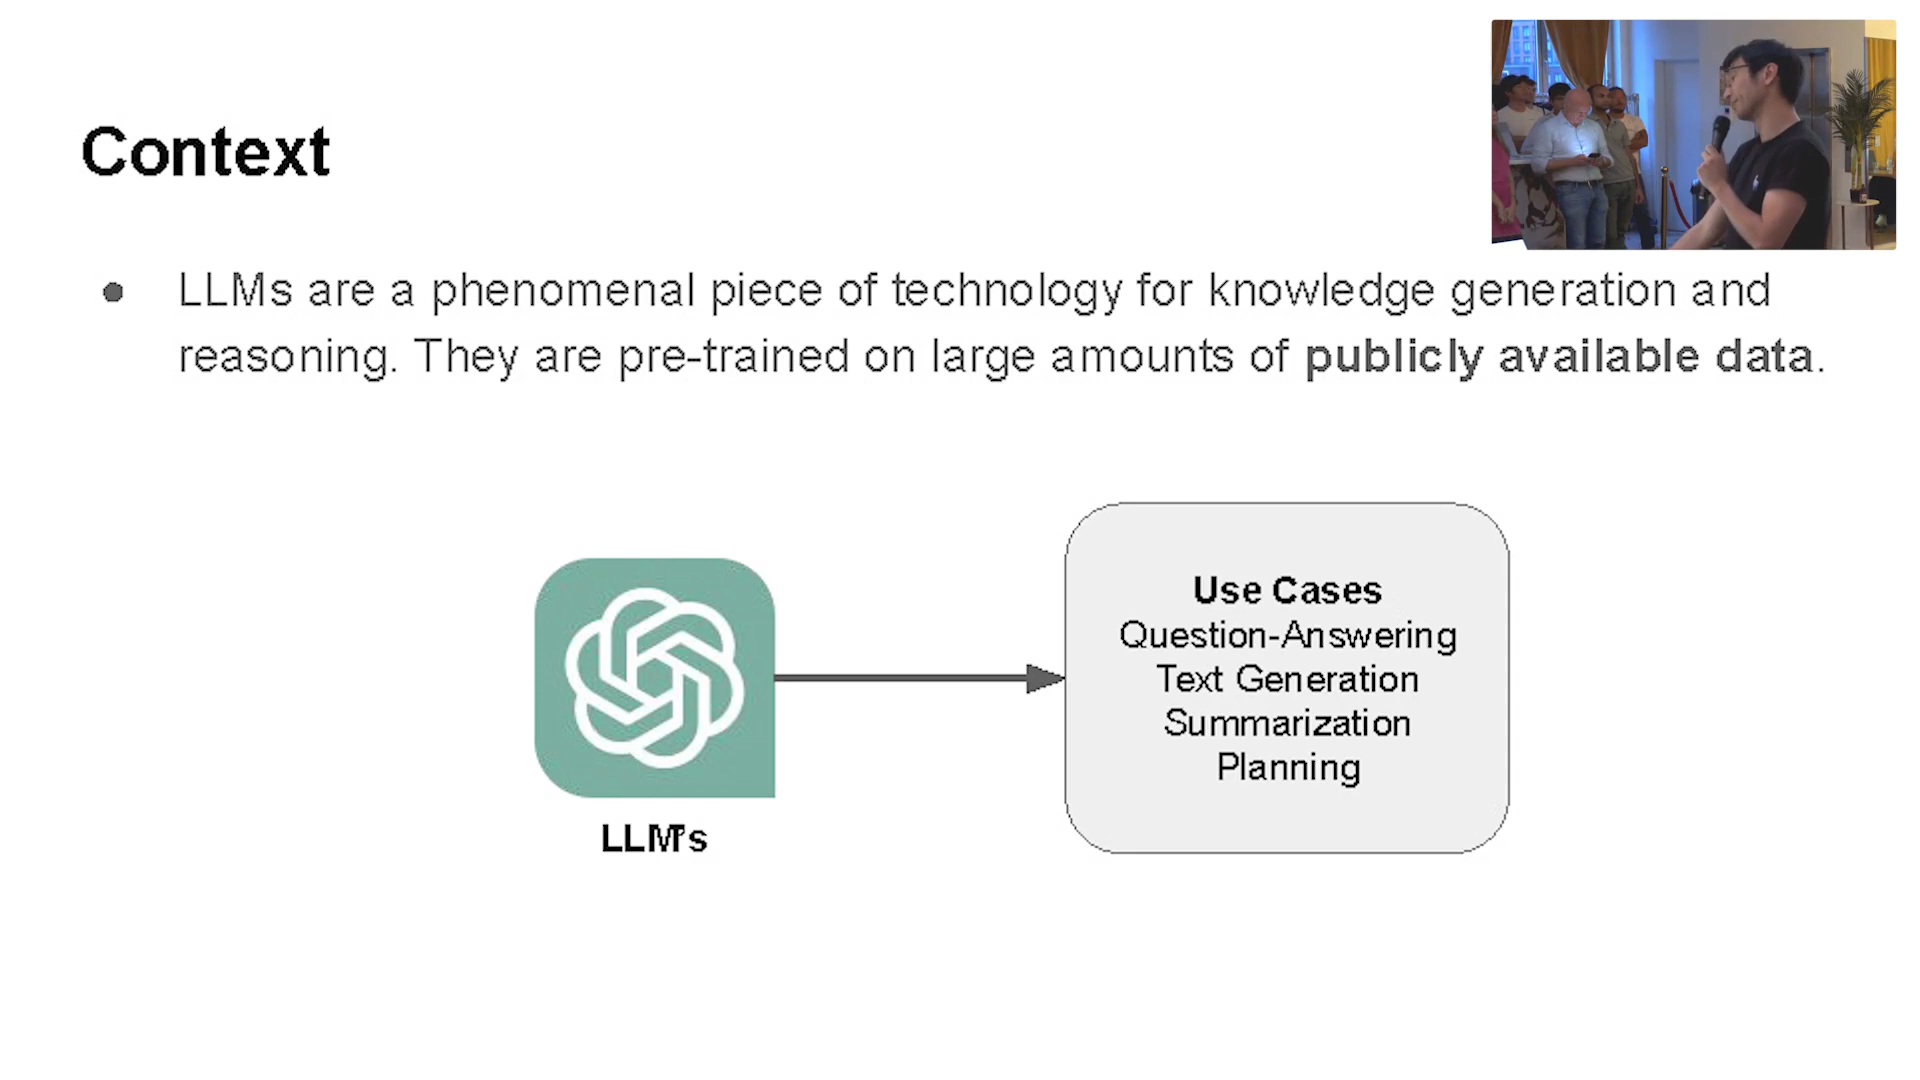 Context
● LLMs are a phenomenal piece of technology for knowledge generation and
reasoning. They are pre-trained on large amounts of publicly available data.
Use Cases
Question-Answering
Text Generation
Summarization
Planning
LLM's